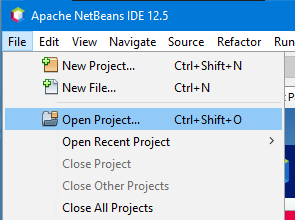 Apache NetBeans IDE 12.5
File Edit View Navigate Source Refactor
New Project... Ctrl+Shift+N
New File... Ctrl+N
Open Project... Ctrl+Shift+O
Open Recent Project
Close Project
Close Other Projects
Close All Projects